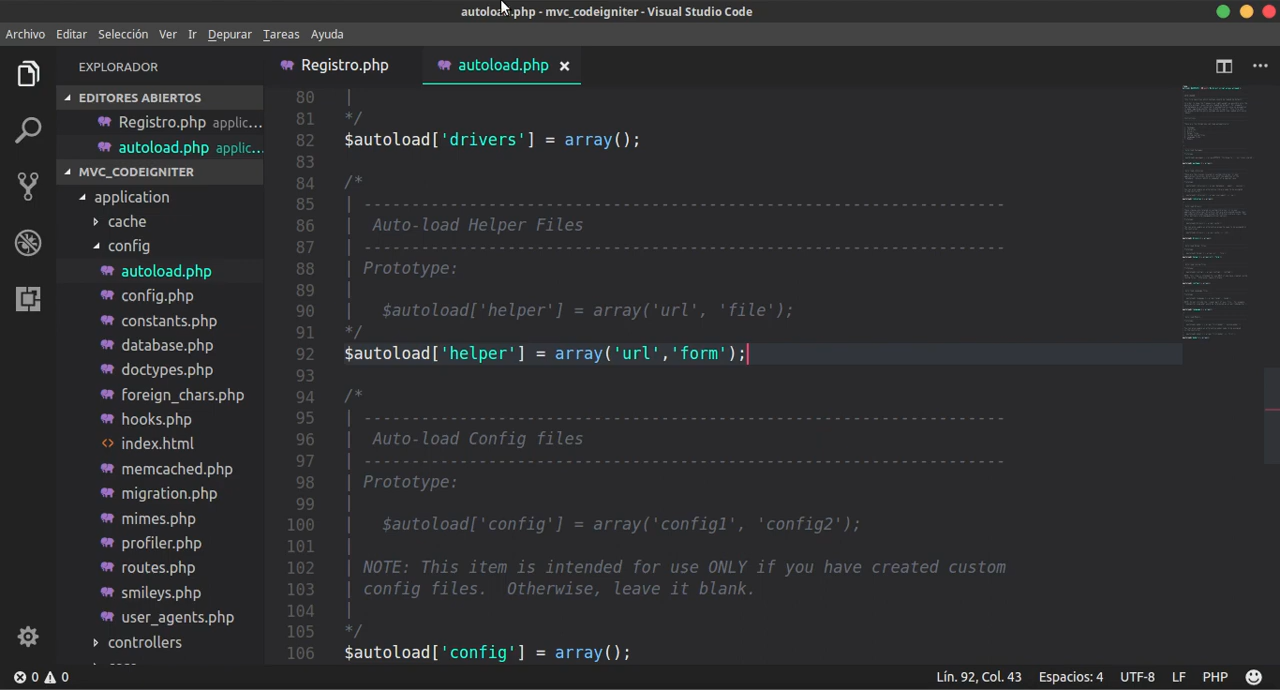 autoload.php - mvc_codeigniter - Visual Studio Code
Archivo Editar Selección Ver Ir Depurar Tareas Ayuda
EXPLORADOR
EDITORES ABIERTOS
Registro.php applic...
autoload.php applic...
MVC_CODEIGNITER
application
cache
config
autoload.php
config.php
constants.php
database.php
doctypes.php
foreign_chars.php
hooks.php
index.html
memcached.php
migration.php
mimes.php
profiler.php
routes.php
smileys.php
user_agents.php
controllers
Registro.php autoload.php
80 |
81 */
82 $autoload['drivers'] = array();
83
84 /*
85 | -------------------------------------------------------------------
86 | Auto-load Helper Files
87 | -------------------------------------------------------------------
88 | Prototype:
89 |
90 | $autoload['helper'] = array('url', 'file');
91 */
92 $autoload['helper'] = array('url','form');
93
94 /*
95 | -------------------------------------------------------------------
96 | Auto-load Config files
97 | -------------------------------------------------------------------
98 | Prototype:
99 |
100 | $autoload['config'] = array('config1', 'config2');
101 |
102 | NOTE: This item is intended for use ONLY if you have created custom
103 | config files.  Otherwise, leave it blank.
104 |
105 */
106 $autoload['config'] = array();
0 0 Lín. 92, Col. 43 Espacios: 4 UTF-8 LF PHP